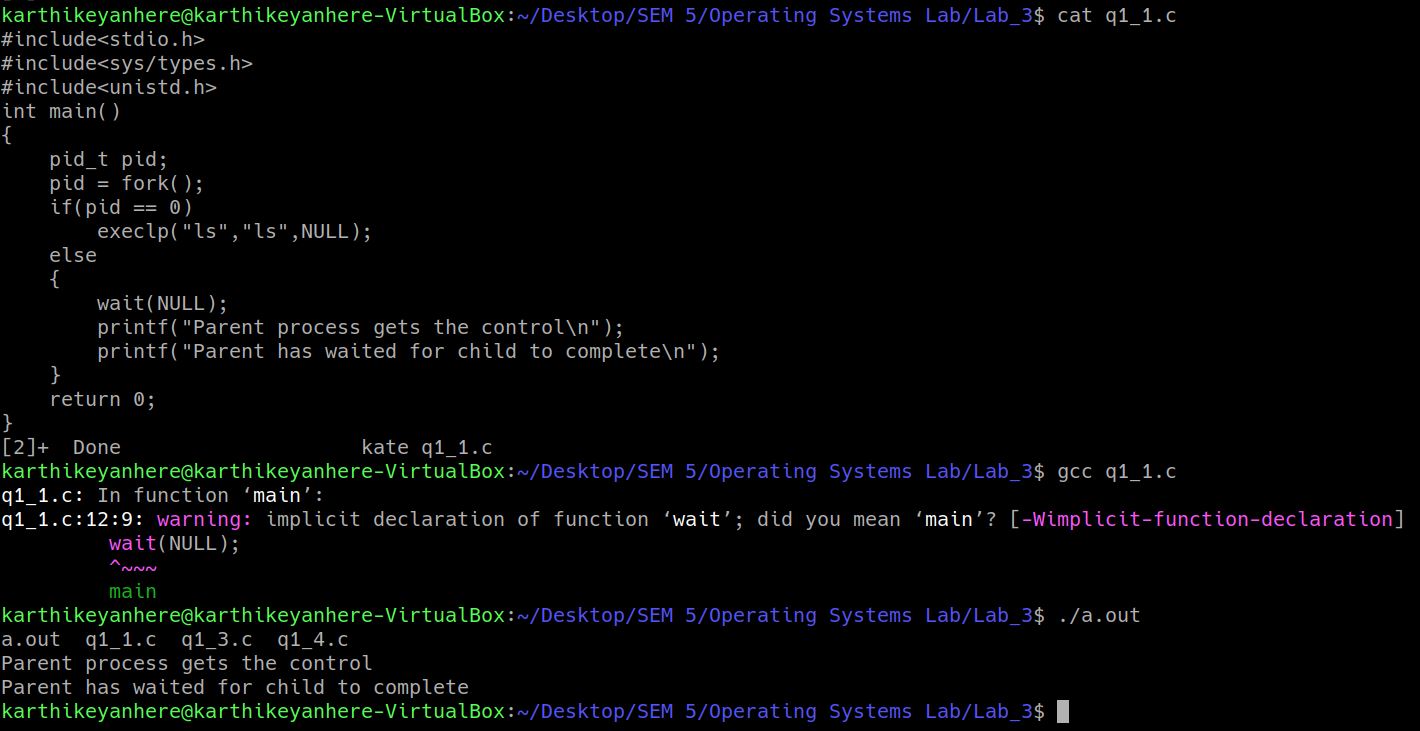 karthikeyanhere@karthikeyanhere-VirtualBox:~/Desktop/SEM 5/Operating Systems Lab/Lab_3$ cat q1_1.c
#include<stdio.h>
#include<sys/types.h>
#include<unistd.h>
int main()
{
    pid_t pid;
    pid = fork();
    if(pid == 0)
        execlp("ls","ls",NULL);
    else
    {
        wait(NULL);
        printf("Parent process gets the control\n");
        printf("Parent has waited for child to complete\n");
    }
    return 0;
}
[2]+  Done                    kate q1_1.c
karthikeyanhere@karthikeyanhere-VirtualBox:~/Desktop/SEM 5/Operating Systems Lab/Lab_3$ gcc q1_1.c
q1_1.c: In function ‘main’:
q1_1.c:12:9: warning: implicit declaration of function ‘wait’; did you mean ‘main’? [-Wimplicit-function-declaration]
         wait(NULL);
         ^~~~
         main
karthikeyanhere@karthikeyanhere-VirtualBox:~/Desktop/SEM 5/Operating Systems Lab/Lab_3$ ./a.out
a.out  q1_1.c  q1_3.c  q1_4.c
Parent process gets the control
Parent has waited for child to complete
karthikeyanhere@karthikeyanhere-VirtualBox:~/Desktop/SEM 5/Operating Systems Lab/Lab_3$